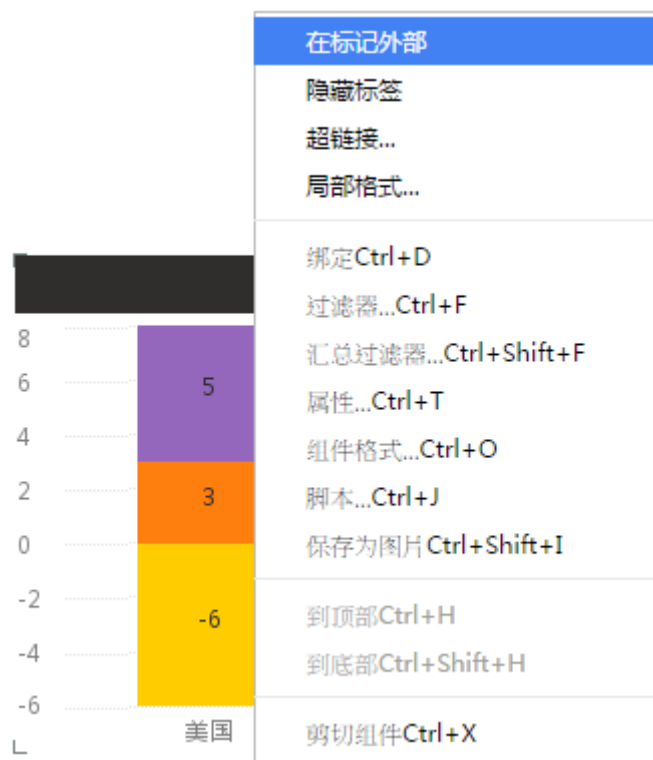 在标记外部
隐藏标签
超链接...
局部格式...
绑定Ctrl+D
过滤器...Ctrl+F
汇总过滤器...Ctrl+Shift+F
属性...Ctrl+T
组件格式...Ctrl+O
脚本...Ctrl+J
保存为图片Ctrl+Shift+I
到顶部Ctrl+H
到底部Ctrl+Shift+H
剪切组件Ctrl+X
8
6
5
4
2
3
0
-2
-6
-4
-6
美国